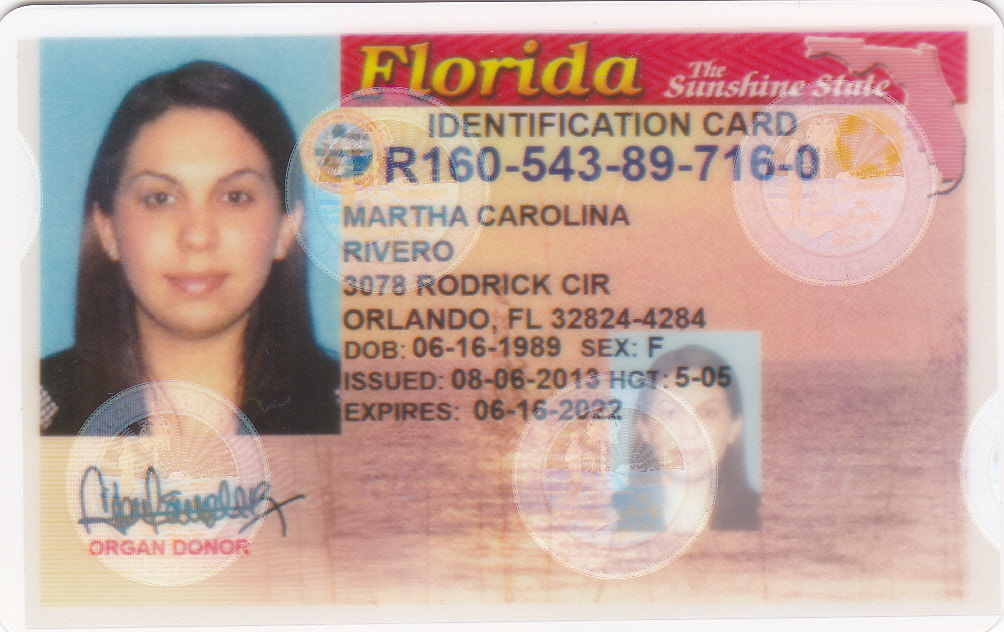 Florida
The
Sunshine State
IDENTIFICATION CARD
R160-543-89-716-0
MARTHA CAROLINA
RIVERO
3078 RODRICK CIR
ORLANDO, FL 32824-4284
DOB: 06-16-1989 SEX: F
ISSUED: 08-06-2013 HGT: 5-05
EXPIRES: 06-16-2022
ORGAN DONOR